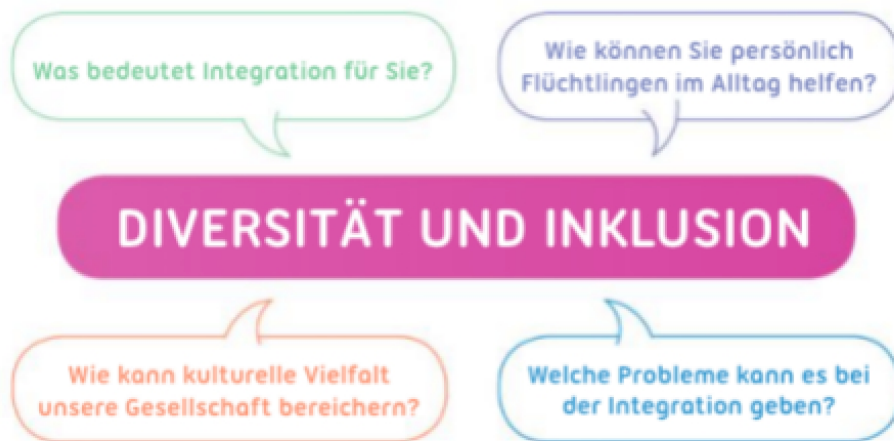 Was bedeutet Integration für Sie?
Wie können Sie persönlich
Flüchtlingen im Alltag helfen?
DIVERSITÄT UND INKLUSION
Wie kann kulturelle Vielfalt
unsere Gesellschaft bereichern?
Welche Probleme kann es bei
der Integration geben?